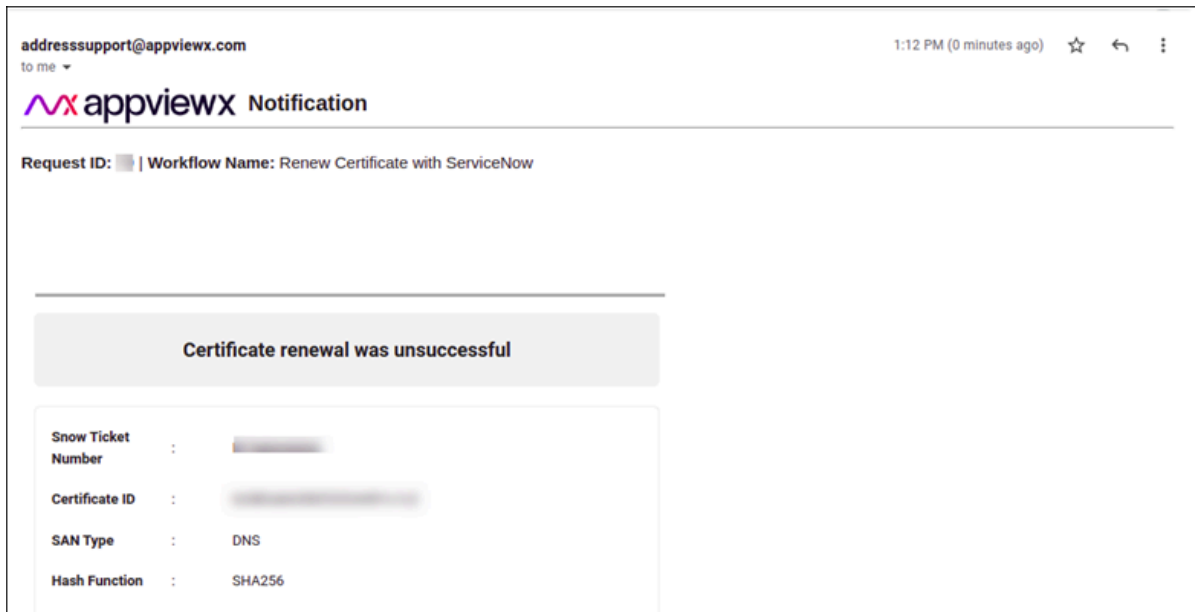 addresssupport@appviewx.com
1:12 PM (0 minutes ago)
to me
appviewx Notification
Request ID: | Workflow Name: Renew Certificate with ServiceNow
Certificate renewal was unsuccessful
Snow Ticket
Number :
Certificate ID :
SAN Type : DNS
Hash Function : SHA256